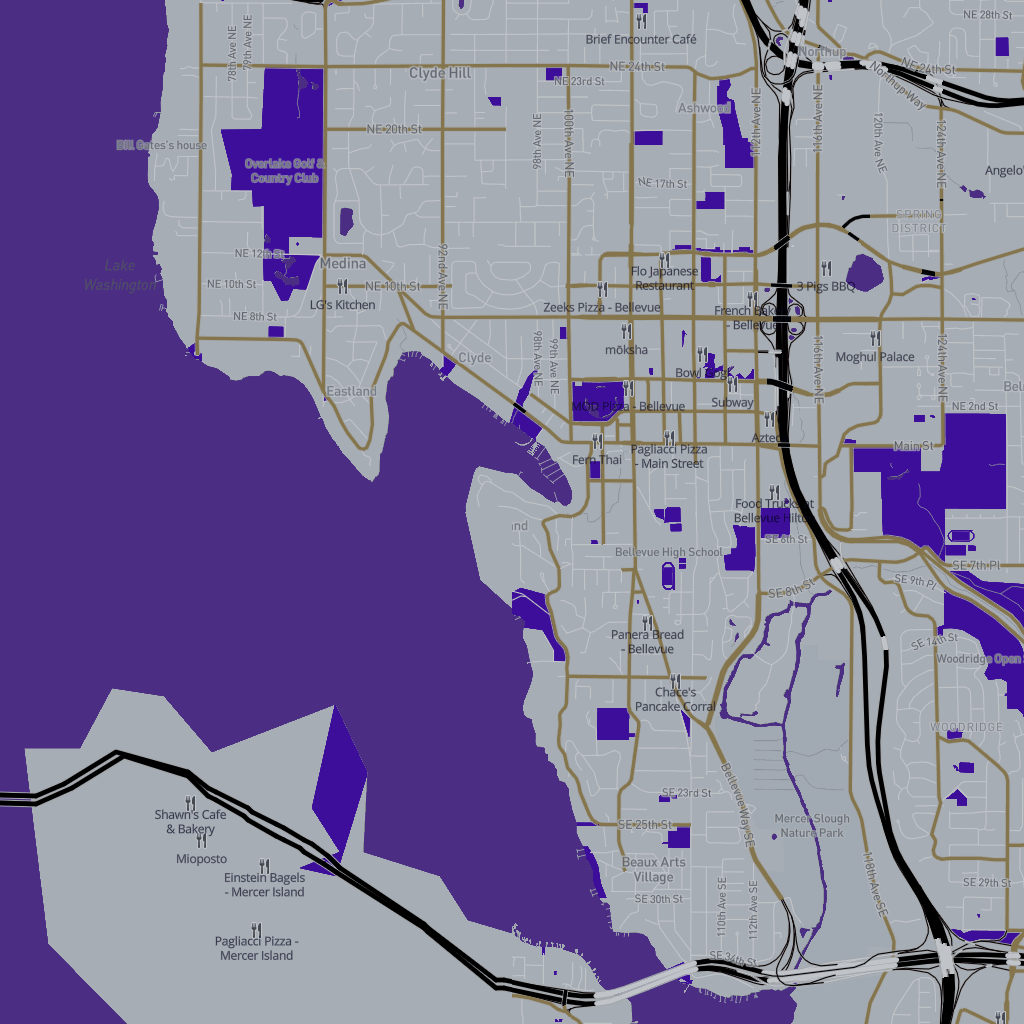 NE 28th St
78th Ave NE
79th Ave NE
Brief Encounter Café
Northup
NE 24th St
NE 24th St
Clyde Hill
NE 23rd St
Northup Way
Ashwood
112th Ave NE
116th Ave NE
120th Ave NE
124th Ave NE
100th Ave NE
98th Ave NE
NE 20th St
Bill Gates's house
Overlake Golf &
Country Club
NE 17th St
Angelo'
SPRING
DISTRICT
NE 12th St
Medina
92nd Ave NE
Lake
Washington
NE 10th St
NE 10th St
LG's Kitchen
Flo Japanese
Restaurant
3 Pigs BBQ
Zeeks Pizza - Bellevue
French Bak
- Bellevue
NE 8th St
mōksha
98th Ave NE
99th Ave NE
116th Ave NE
124th Ave NE
Moghul Palace
Clyde
Eastland
Subway
MOD Pizza - Bellevue
NE 2nd St
Aztec
Main St
Fern Thai
Pagliacci Pizza
- Main Street
Food Trucks at
Bellevue Hilton
SE 6th St
Bellevue High School
SE 7th Pl
SE 8th St
SE 9th Pl
Panera Bread
- Bellevue
SE 14th St
Woodridge Open
Chace's
Pancake Corral
WOODRIDGE
Bellevue Way SE
SE 23rd St
Shawn's Cafe
& Bakery
Mioposto
SE 25th St
Mercer Slough
Nature Park
Beaux Arts
Village
Einstein Bagels
- Mercer Island
118th Ave SE
SE 29th St
SE 30th St
110th Ave SE
112th Ave SE
Pagliacci Pizza -
Mercer Island
SE 34th St